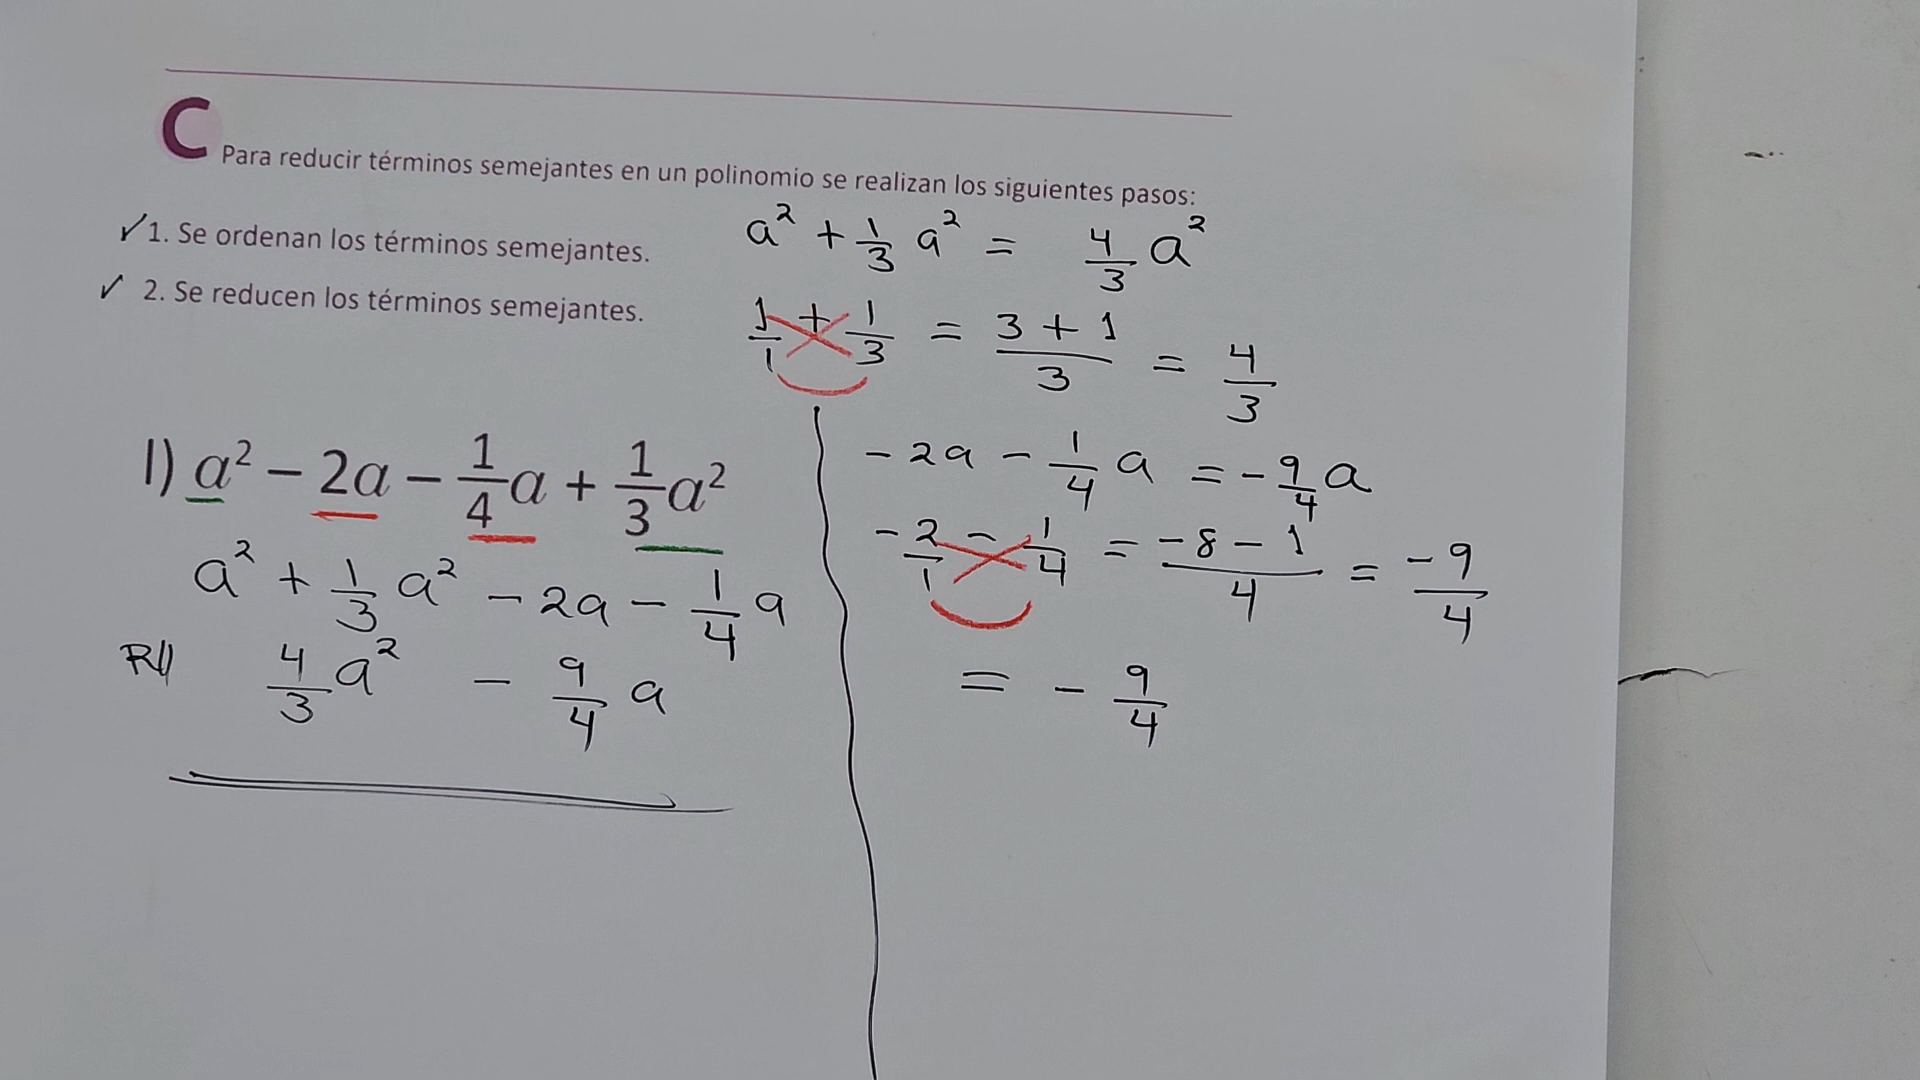 C Para reducir términos semejantes en un polinomio se realizan los siguientes pasos:
✓ 1. Se ordenan los términos semejantes.
✓ 2. Se reducen los términos semejantes.
a² + 1/3 a² = 4/3 a²
1/1 + 1/3 = (3 + 1)/3 = 4/3
l) a² − 2a − 1/4 a + 1/3 a²
a² + 1/3 a² − 2a − 1/4 a
R// 4/3 a² − 9/4 a
− 2a − 1/4 a = − 9/4 a
− 2/1 − 1/4 = (−8 − 1)/4 = −9/4
= − 9/4